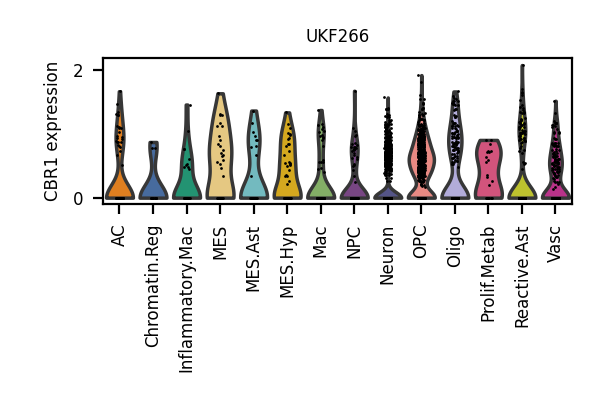 UKF266
CBR1 expression
2
0
AC
Chromatin.Reg
Inflammatory.Mac
MES
MES.Ast
MES.Hyp
Mac
NPC
Neuron
OPC
Oligo
Prolif.Metab
Reactive.Ast
Vasc